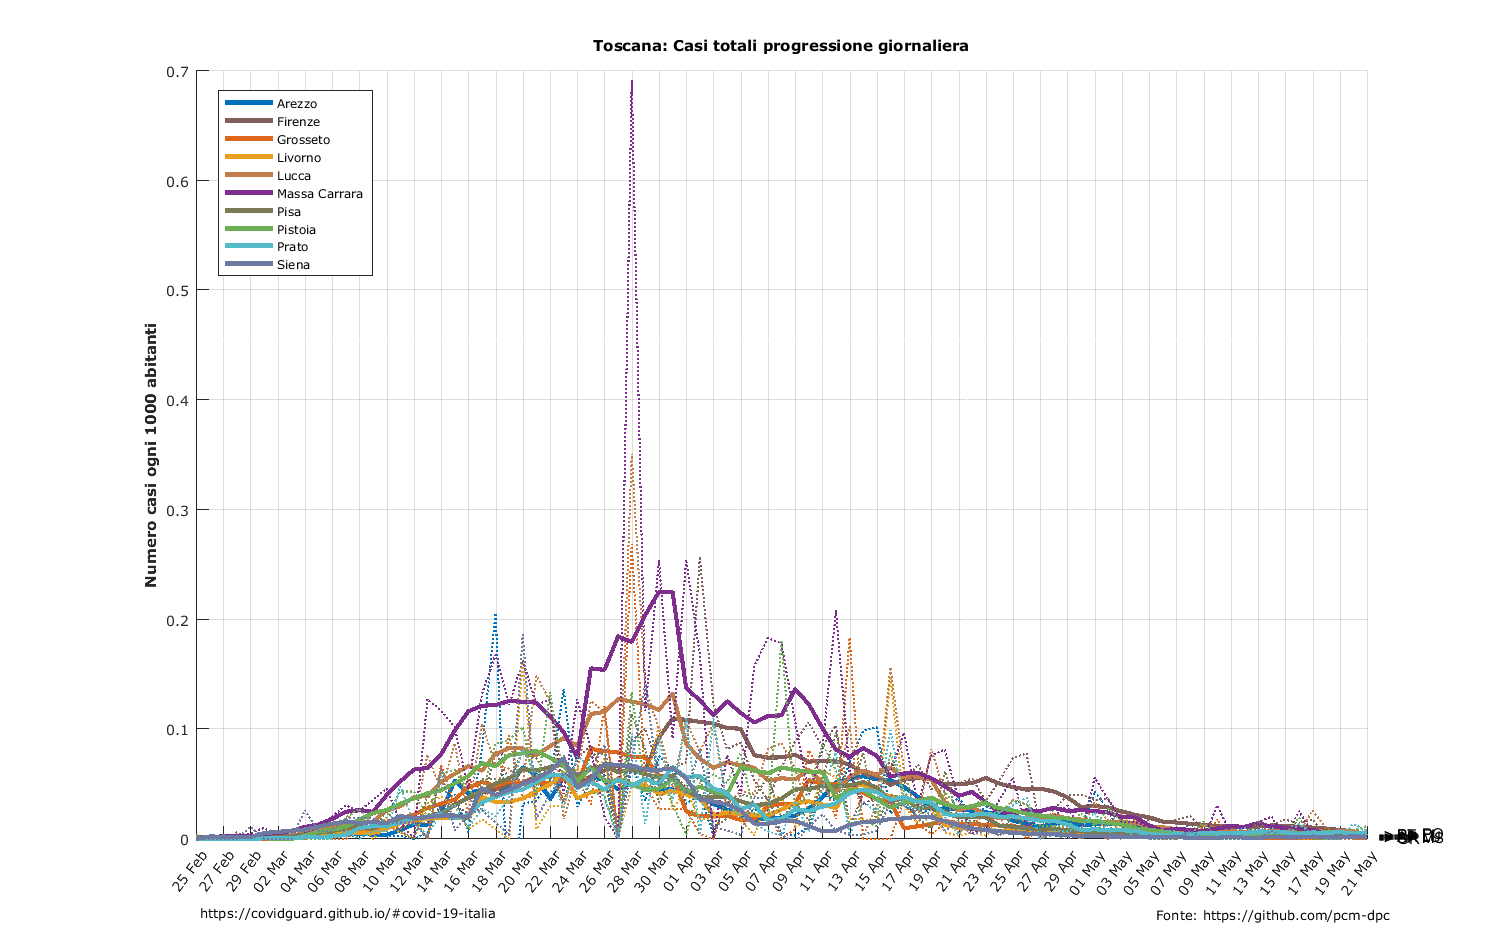 Toscana: Casi totali progressione giornaliera
Numero casi ogni 1000 abitanti
0.7
0.6
0.5
0.4
0.3
0.2
0.1
0
Arezzo
Firenze
Grosseto
Livorno
Lucca
Massa Carrara
Pisa
Pistoia
Prato
Siena
25 Feb
27 Feb
29 Feb
02 Mar
04 Mar
06 Mar
08 Mar
10 Mar
12 Mar
14 Mar
16 Mar
18 Mar
20 Mar
22 Mar
24 Mar
26 Mar
28 Mar
30 Mar
01 Apr
03 Apr
05 Apr
07 Apr
09 Apr
11 Apr
13 Apr
15 Apr
17 Apr
19 Apr
21 Apr
23 Apr
25 Apr
27 Apr
29 Apr
01 May
03 May
05 May
07 May
09 May
11 May
13 May
15 May
17 May
19 May
21 May
https://covidguard.github.io/#covid-19-italia
Fonte: https://github.com/pcm-dpc